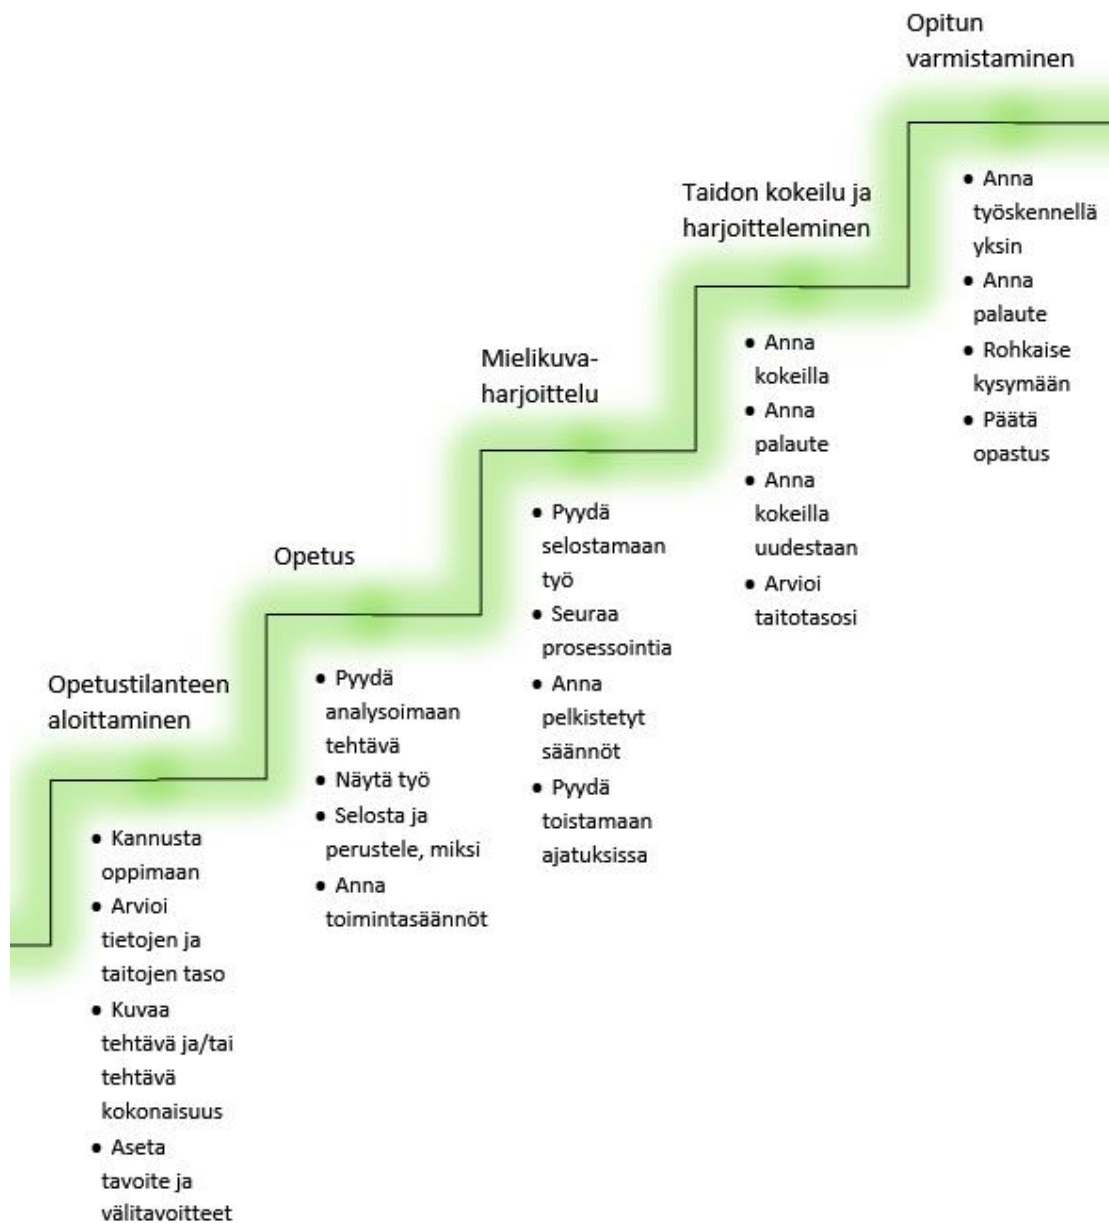 Opitun
varmistaminen
• Anna
työskennellä
yksin
• Anna
palaute
• Rohkaise
kysymään
• Päätä
opastus
Taidon kokeilu ja
harjoitteleminen
• Anna
kokeilla
• Anna
palaute
• Anna
kokeilla
uudestaan
• Arvioi
taitotasosi
Mielikuva-
harjoittelu
• Pyydä
selostamaan
työ
• Seuraa
prosessointia
• Anna
pelkistetyt
säännöt
• Pyydä
toistamaan
ajatuksissa
Opetus
• Pyydä
analysoimaan
tehtävä
• Näytä työ
• Selosta ja
perustele, miksi
• Anna
toimintasäännöt
Opetustilanteen
aloittaminen
• Kannusta
oppimaan
• Arvioi
tietojen ja
taitojen taso
• Kuvaa
tehtävä ja/tai
tehtävä
kokonaisuus
• Aseta
tavoite ja
välitavoitteet